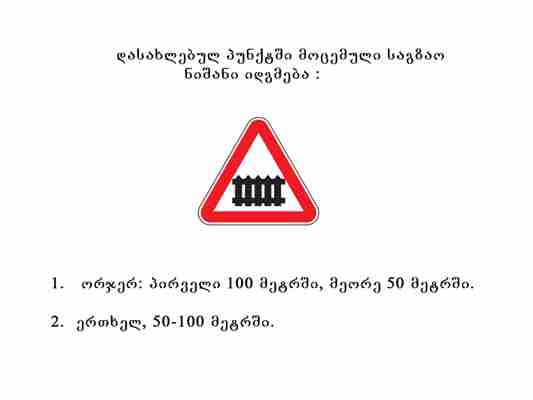 დასახლებულ პუნქტში მოცემული საგზაო
ნიშანი იდგმება :
1. ორჯერ: პირველი 100 მეტრში, მეორე 50 მეტრში.
2. ერთხელ, 50-100 მეტრში.